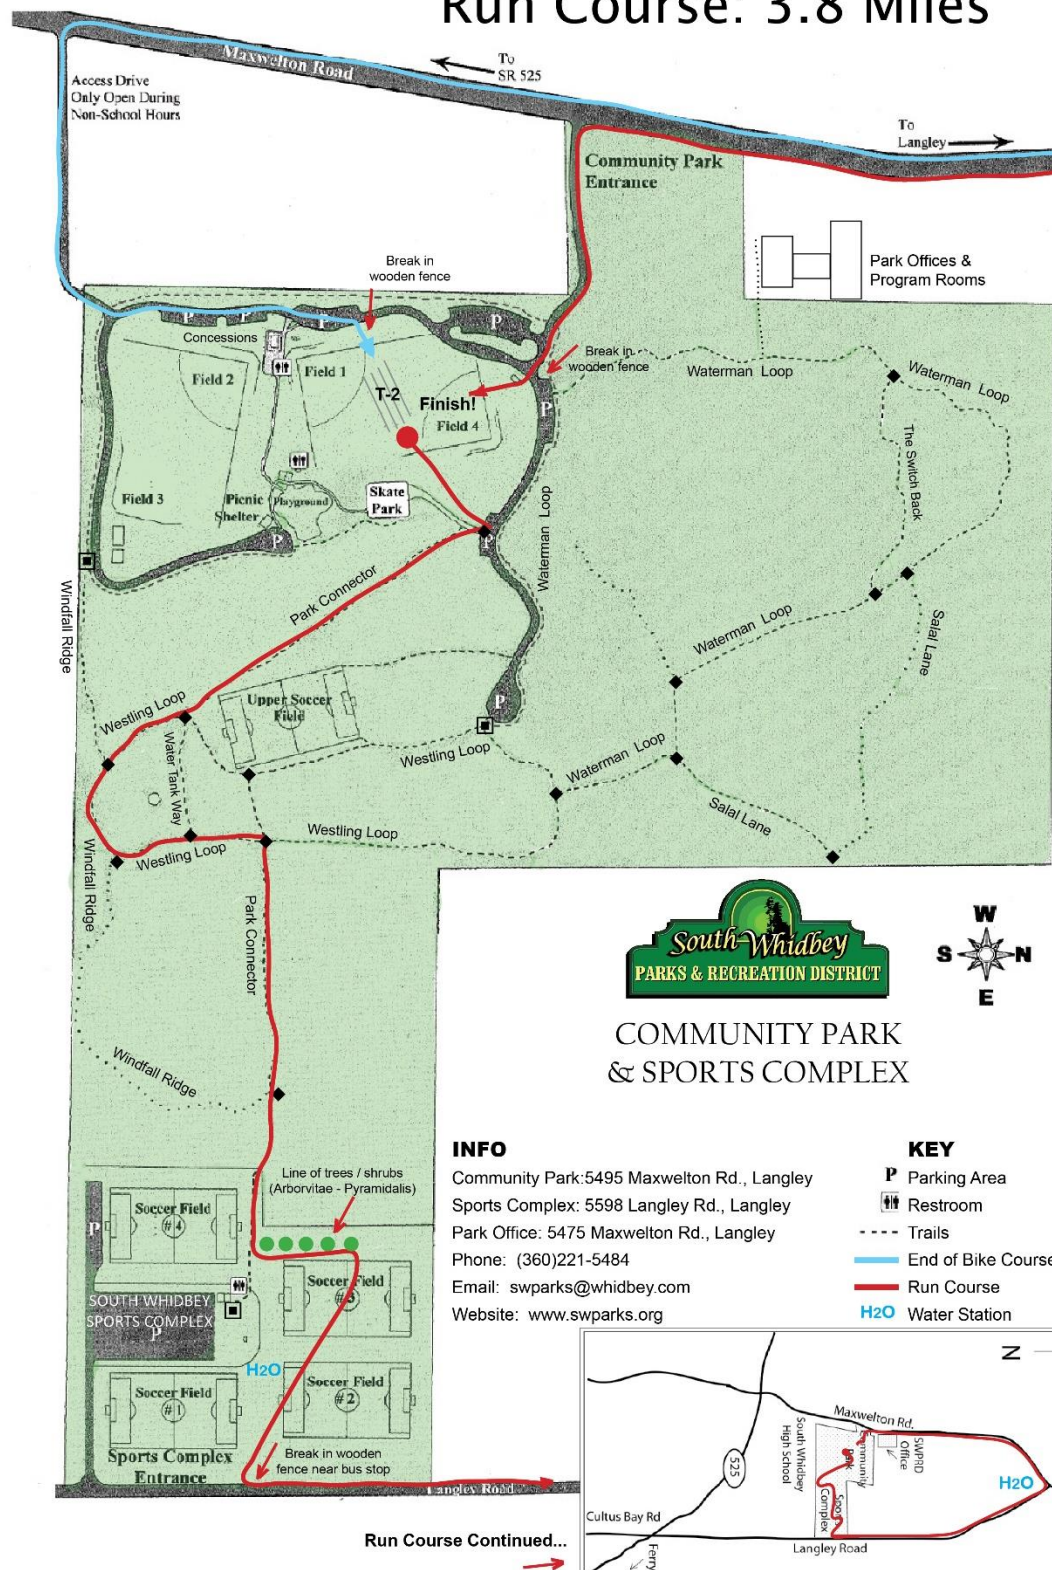 Run Course: 3.8 Miles
Maxwelton Road
To
SR 525
Access Drive
Only Open During
Non-School Hours
To
Langley
Community Park
Entrance
Park Offices &
Program Rooms
Break in
wooden fence
P
P
P
P
Concessions
Field 2
Field 1
T-2
Finish!
Field 4
Break in
wooden fence
P
Waterman Loop
Waterman Loop
The Switch Back
Field 3
Picnic
Shelter
Playground
Skate
Park
P
P
Waterman Loop
Windfall Ridge
Park Connector
Waterman Loop
Salal Lane
Westling Loop
Upper Soccer
Field
P
Water Tank Way
Westling Loop
Waterman Loop
Salal Lane
Westling Loop
Westling Loop
Windfall Ridge
Park Connector
South Whidbey
PARKS & RECREATION DISTRICT
W
S
N
E
COMMUNITY PARK
& SPORTS COMPLEX
Windfall Ridge
INFO
Community Park:5495 Maxwelton Rd., Langley
Sports Complex: 5598 Langley Rd., Langley
Park Office: 5475 Maxwelton Rd., Langley
Phone: (360)221-5484
Email: swparks@whidbey.com
Website: www.swparks.org
KEY
P Parking Area
Restroom
Trails
End of Bike Course
Run Course
H2O Water Station
Line of trees / shrubs
(Arborvitae - Pyramidalis)
Soccer Field
#4
P
Soccer Field
SOUTH WHIDBEY
SPORTS COMPLEX
P
H2O
Soccer Field
#1
Soccer Field
#2
Sports Complex
Entrance
Break in wooden
fence near bus stop
Langley Road
Run Course Continued...
N
Maxwelton Rd.
South Whidbey
High School
Community
Park
SWPRD
Office
525
H2O
Sports
Complex
Cultus Bay Rd
Langley Road
Ferry